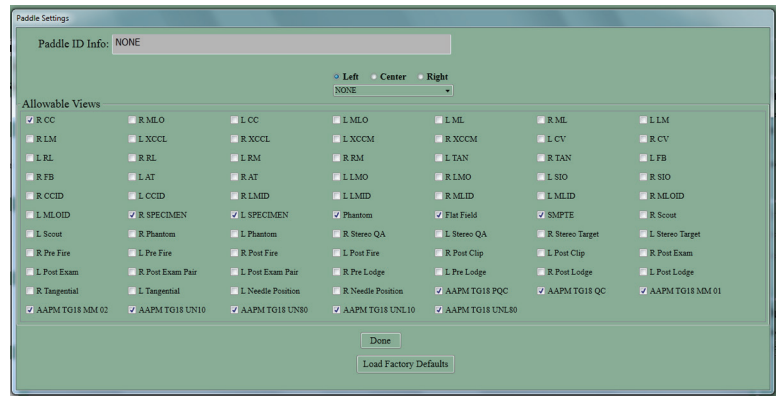 Paddle Settings
Paddle ID Info: NONE
Left Center Right
NONE
Allowable Views
R CC R MLO L CC L MLO L ML R ML L LM
R LM L XCCL R XCCL L XCCM R XCCM L CV R CV
L RL R RL L RM R RM L TAN R TAN L FB
R FB L AT R AT L LMO R LMO L SIO R SIO
R CCID L CCID R LMID L LMID R MLID L MLID R MLOID
L MLOID R SPECIMEN L SPECIMEN Phantom Flat Field SMPTE R Scout
L Scout R Phantom L Phantom R Stereo QA L Stereo QA R Stereo Target L Stereo Target
R Pre Fire L Pre Fire R Post Fire L Post Fire R Post Clip L Post Clip R Post Exam
L Post Exam R Post Exam Pair L Post Exam Pair R Pre Lodge L Pre Lodge R Post Lodge L Post Lodge
R Tangential L Tangential L Needle Position R Needle Position AAPM TG18 PQC AAPM TG18 QC AAPM TG18 MM 01
AAPM TG18 MM 02 AAPM TG18 UN10 AAPM TG18 UN80 AAPM TG18 UNL10 AAPM TG18 UNL80
Done
Load Factory Defaults